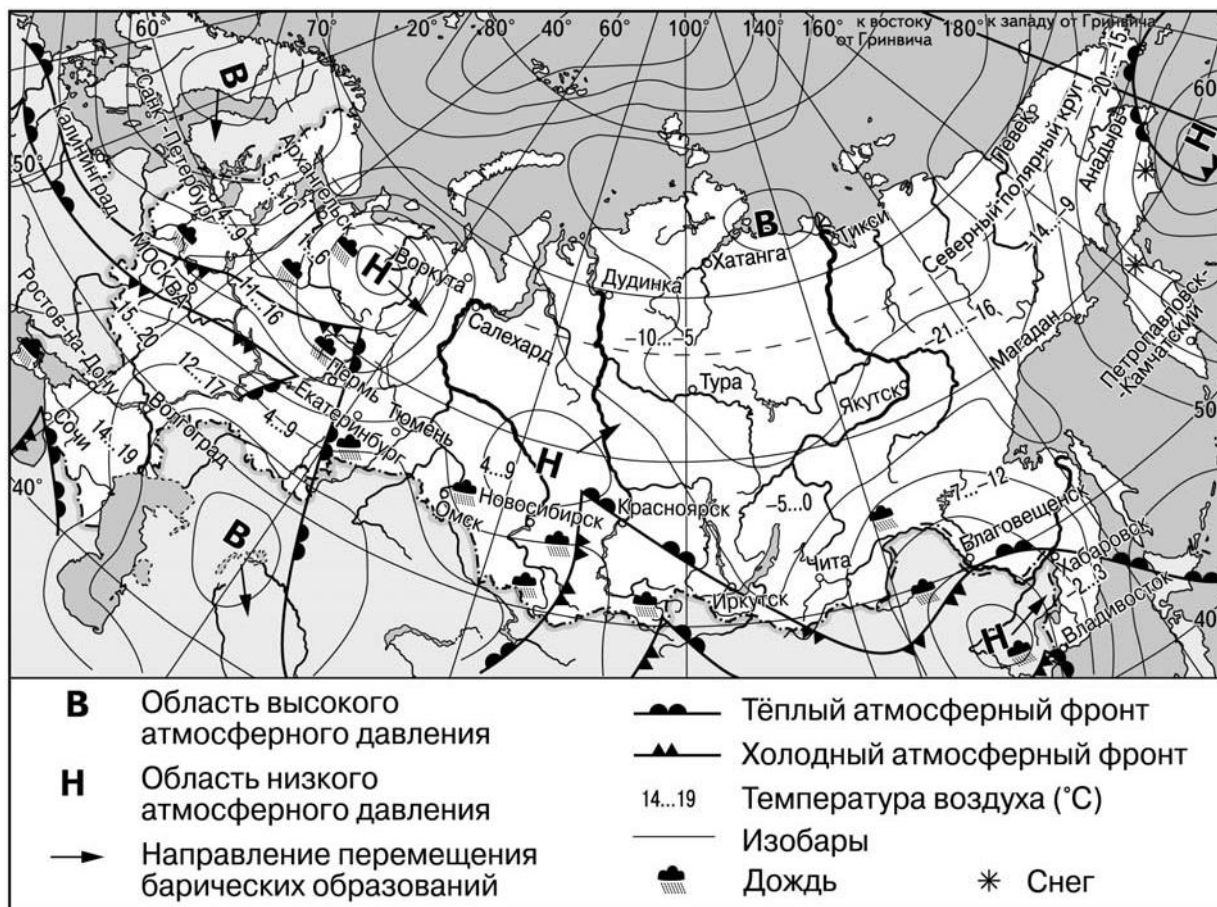 60° 70° 80° 20° 40° 60° 100° 140° 160° 180°
к востоку от Гринвича
к западу от Гринвича
60°
50°
40°
50°
40°
В
Н
В
Н
Н
В
Н
Калининград
Санкт-Петербург
Архангельск
МОСКВА
Воркута
Ростов-на-Дону
Сочи
Волгоград
Пермь
Екатеринбург
Тюмень
Салехард
Дудинка
Хатанга
Тикси
Певек
Анадырь
Северный полярный круг
Тура
Якутск
Магадан
Петропавловск-
-Камчатский
Омск
Новосибирск
Красноярск
Иркутск
Чита
Благовещенск
Хабаровск
Владивосток
5...10
4...9
1...6
11...16
15...20
12...17
14...19
4...9
4...9
–10...–5
–5...0
–21...–16
–14...–9
–20...–15
–2...3
В Область высокого
атмосферного давления
Н Область низкого
атмосферного давления
Направление перемещения
барических образований
Тёплый атмосферный фронт
Холодный атмосферный фронт
14...19 Температура воздуха (°С)
Изобары
Дождь
Снег